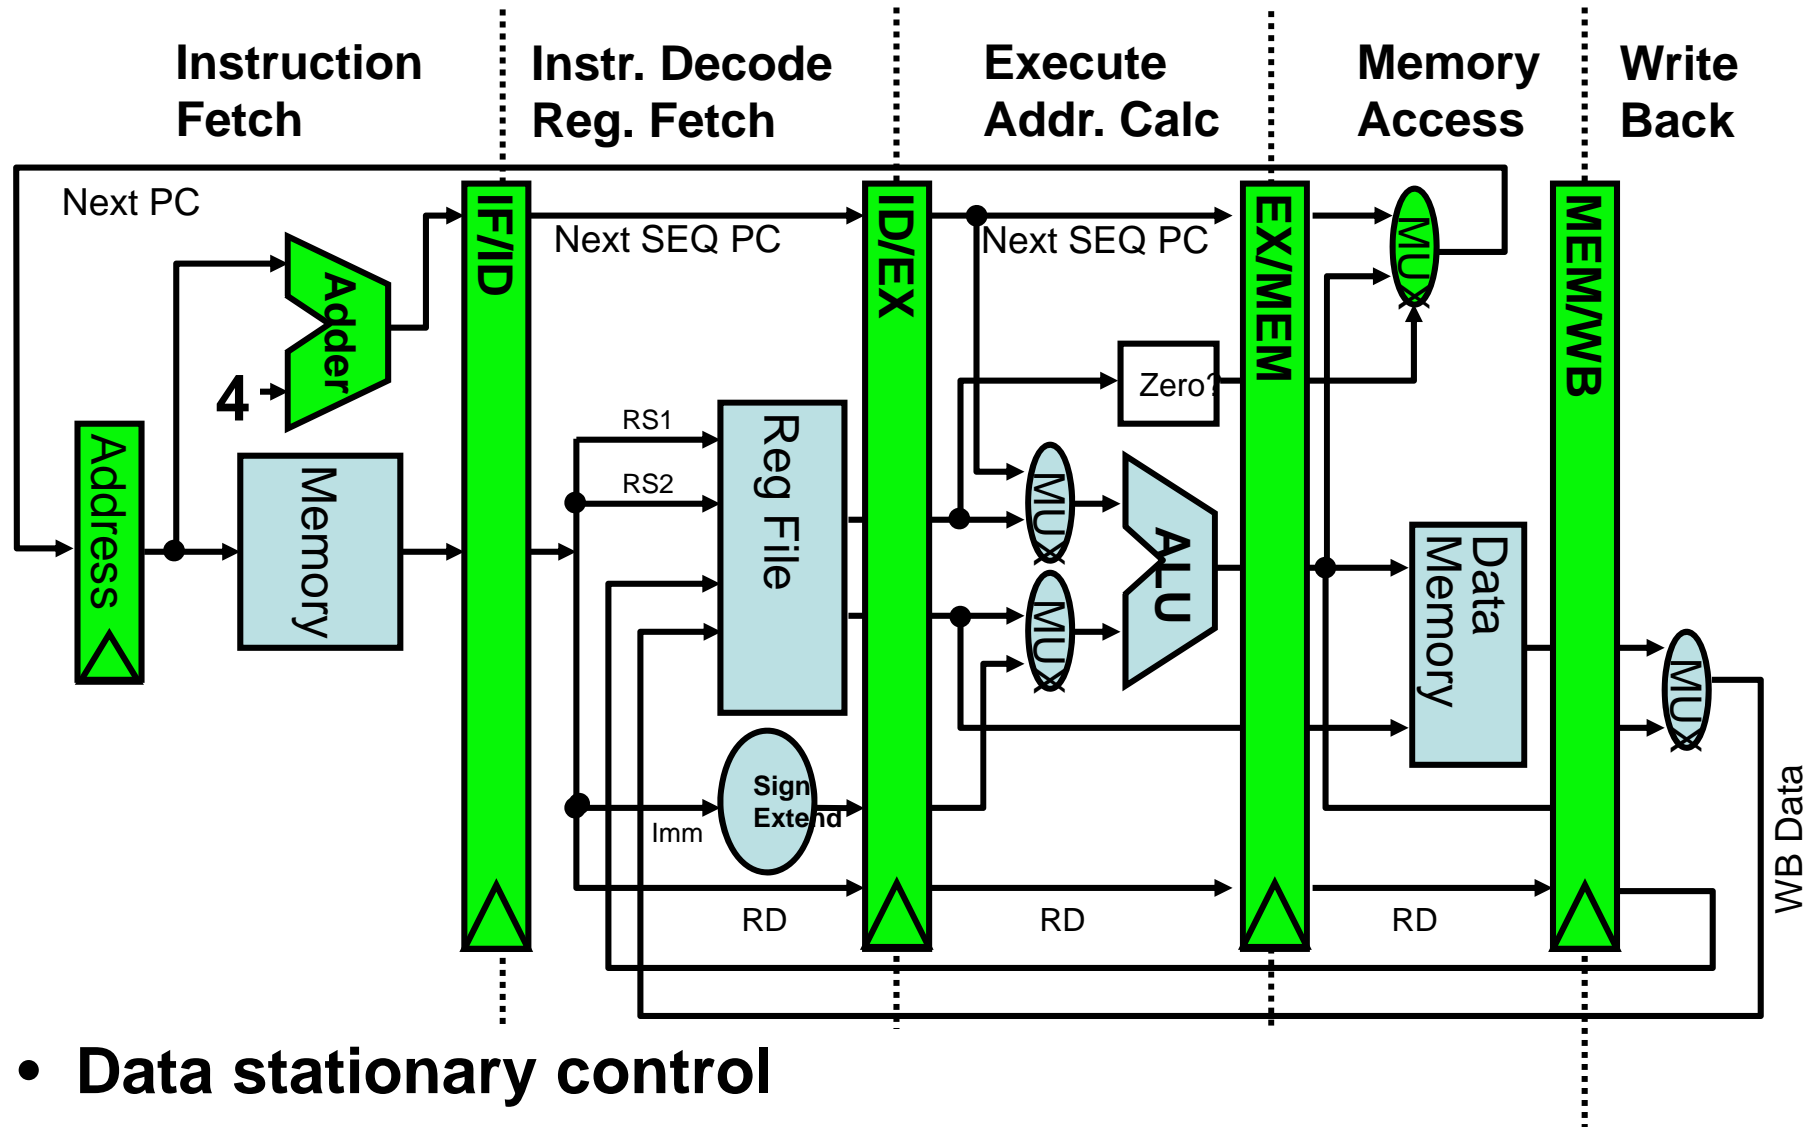 Instruction
Fetch
Instr. Decode
Reg. Fetch
Execute
Addr. Calc
Memory
Access
Write
Back
Next PC
IF/ID
Next SEQ PC
ID/EX
Next SEQ PC
EX/MEM
MUX
MEM/WB
Adder
4
Zero?
Address
Memory
RS1
RS2
Reg File
MUX
MUX
ALU
Data
Memory
MUX
Sign
Extend
Imm
WB Data
RD
RD
RD
• Data stationary control